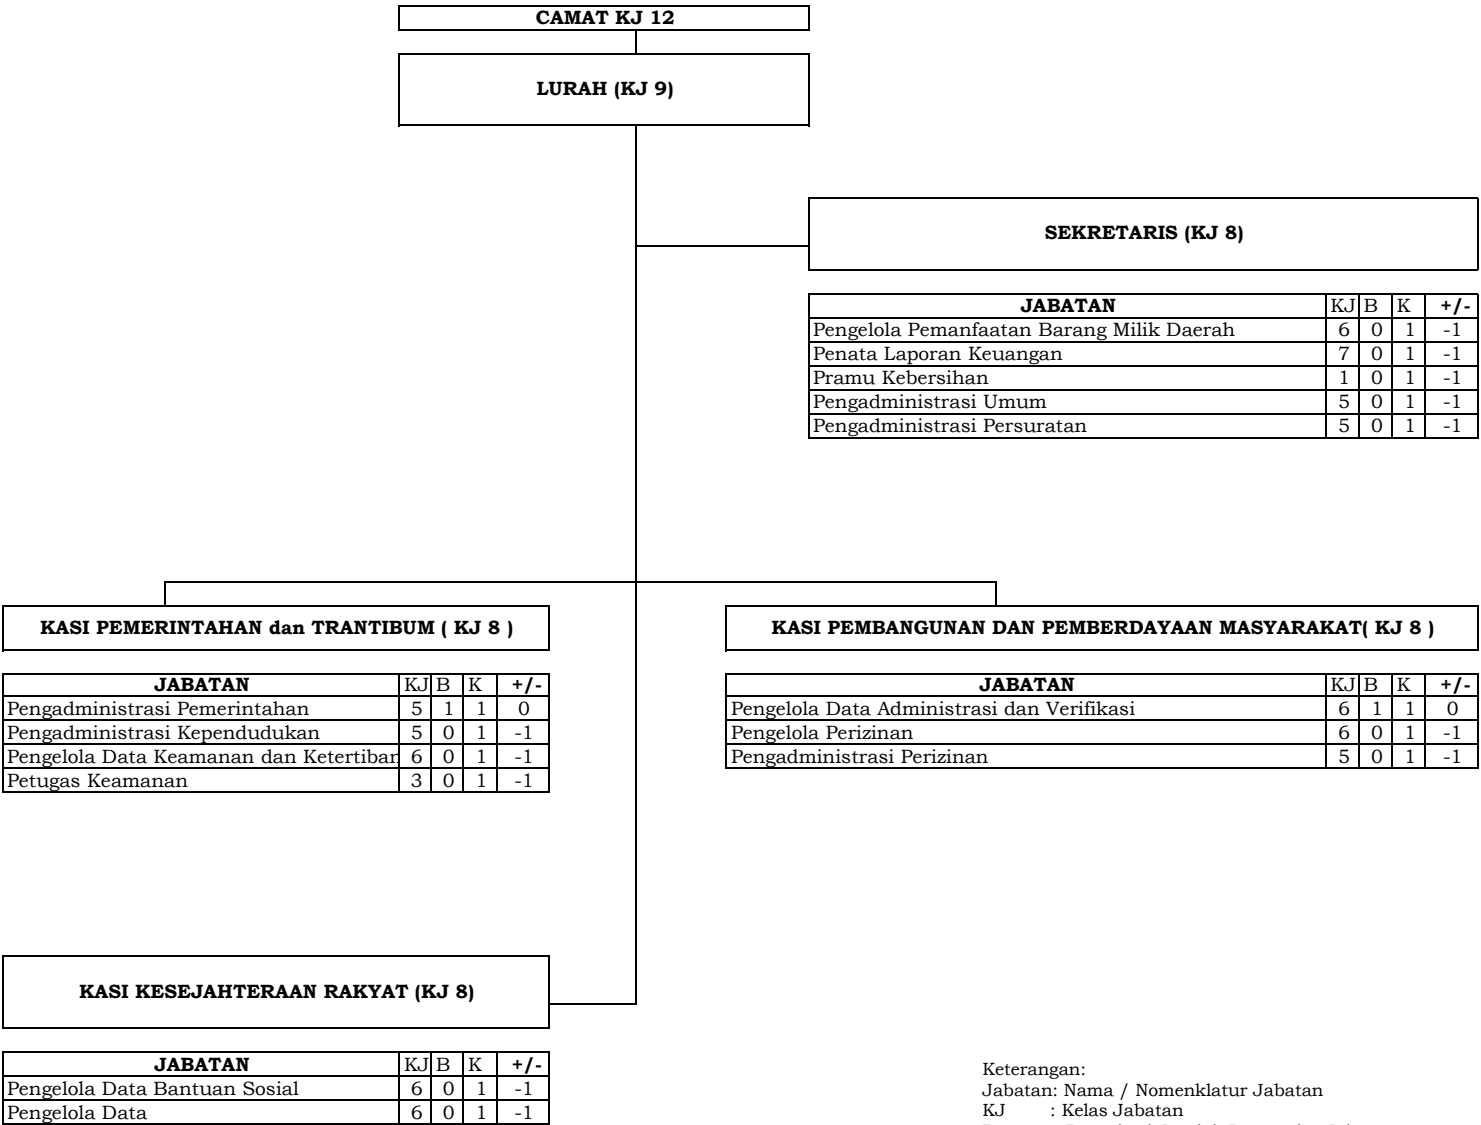 CAMAT KJ 12
LURAH (KJ 9)
SEKRETARIS (KJ 8)
JABATAN KJ B K +/-
Pengelola Pemanfaatan Barang Milik Daerah 6 0 1 -1
Penata Laporan Keuangan 7 0 1 -1
Pramu Kebersihan 1 0 1 -1
Pengadministrasi Umum 5 0 1 -1
Pengadministrasi Persuratan 5 0 1 -1
KASI PEMERINTAHAN dan TRANTIBUM ( KJ 8 )
JABATAN KJ B K +/-
Pengadministrasi Pemerintahan 5 1 1 0
Pengadministrasi Kependudukan 5 0 1 -1
Pengelola Data Keamanan dan Ketertiban 6 0 1 -1
Petugas Keamanan 3 0 1 -1
KASI PEMBANGUNAN DAN PEMBERDAYAAN MASYARAKAT( KJ 8 )
JABATAN KJ B K +/-
Pengelola Data Administrasi dan Verifikasi 6 1 1 0
Pengelola Perizinan 6 0 1 -1
Pengadministrasi Perizinan 5 0 1 -1
KASI KESEJAHTERAAN RAKYAT (KJ 8)
JABATAN KJ B K +/-
Pengelola Data Bantuan Sosial 6 0 1 -1
Pengelola Data 6 0 1 -1
Keterangan:
Jabatan: Nama / Nomenklatur Jabatan
KJ : Kelas Jabatan